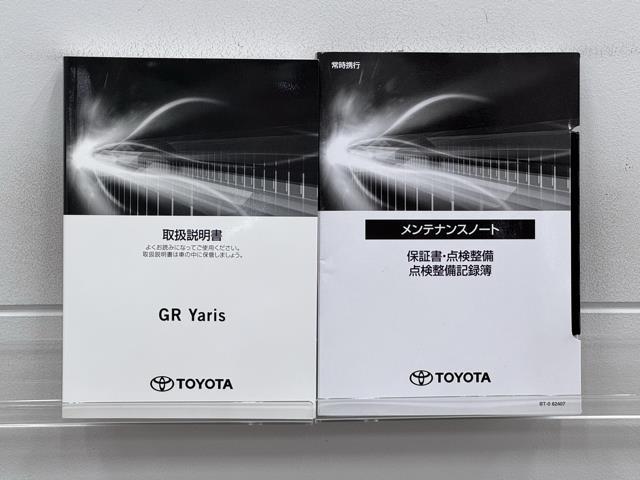 取扱説明書
よくお読みになってご使用ください。
取扱説明書は車の中に保管しましょう。
GR Yaris
TOYOTA
常時携行
メンテナンスノート
保証書・点検整備
点検整備記録簿
TOYOTA
BT-0 62407